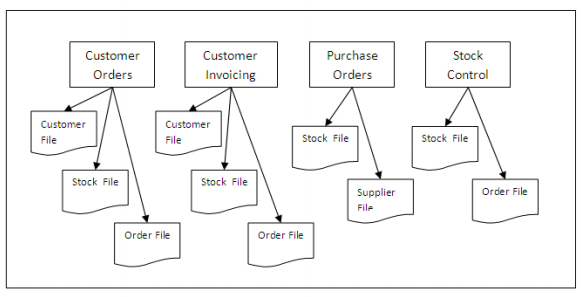 Customer
Orders
Customer
Invoicing
Purchase
Orders
Stock
Control
Customer
File
Customer
File
Stock File
Stock File
Stock File
Stock File
Supplier
File
Order File
Order File
Order File